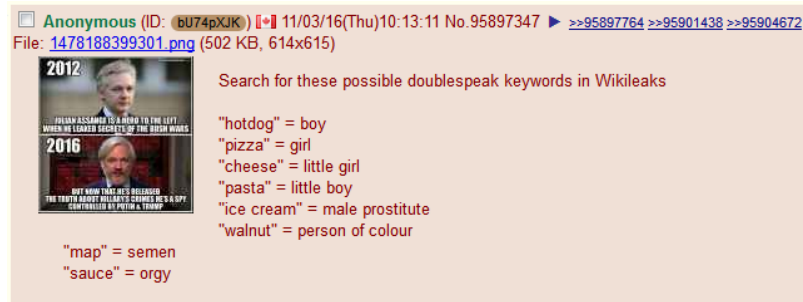 Anonymous (ID: bU74pXJK) 11/03/16(Thu)10:13:11 No.95897347 ▶ >>95897764 >>95901438 >>95904672
File: 1478188399301.png (502 KB, 614x615)
2012
JULIAN ASSANGE IS A HERO TO THE LEFT
WHEN HE LEAKED SECRETS OF THE BUSH WARS
2016
BUT NOW THAT HE'S RELEASED
THE TRUTH ABOUT HILLARY'S CRIMES HE'S A SPY
CONTROLLED BY PUTIN & TRUMP
Search for these possible doublespeak keywords in Wikileaks
"hotdog" = boy
"pizza" = girl
"cheese" = little girl
"pasta" = little boy
"ice cream" = male prostitute
"walnut" = person of colour
"map" = semen
"sauce" = orgy